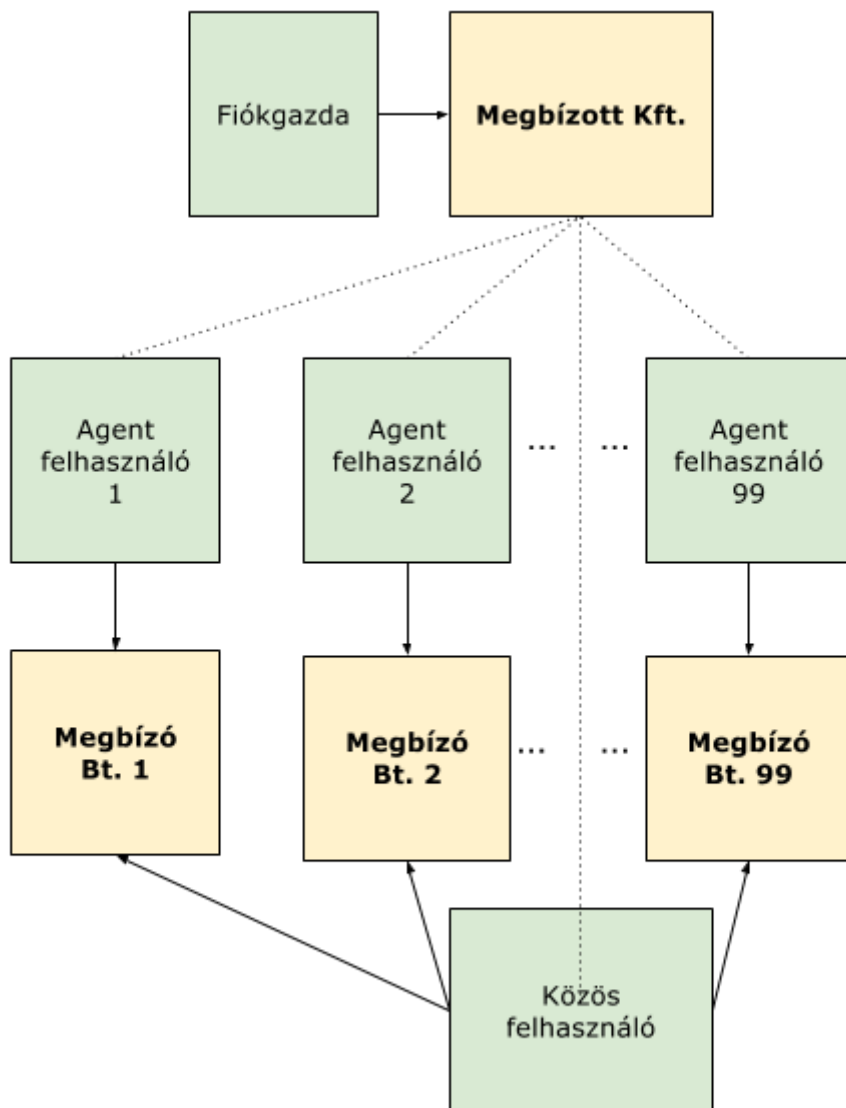 Fiókgazda
Megbízott Kft.
Agent
felhasználó
1
Agent
felhasználó
2
... ...
Agent
felhasználó
99
Megbízó
Bt. 1
Megbízó
Bt. 2
... ...
Megbízó
Bt. 99
Közös
felhasználó